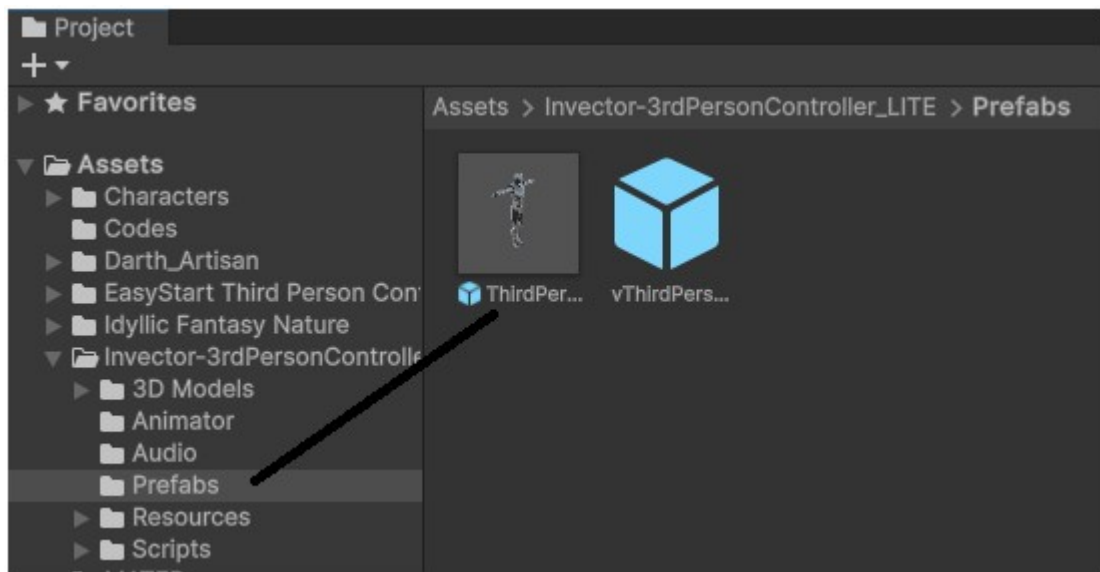 Project
Favorites
Assets > Invector-3rdPersonController_LITE > Prefabs
Assets
Characters
Codes
Darth_Artisan
EasyStart Third Person Con
Idyllic Fantasy Nature
Invector-3rdPersonControlle
3D Models
Animator
Audio
Prefabs
Resources
Scripts
ThirdPer...
vThirdPers...